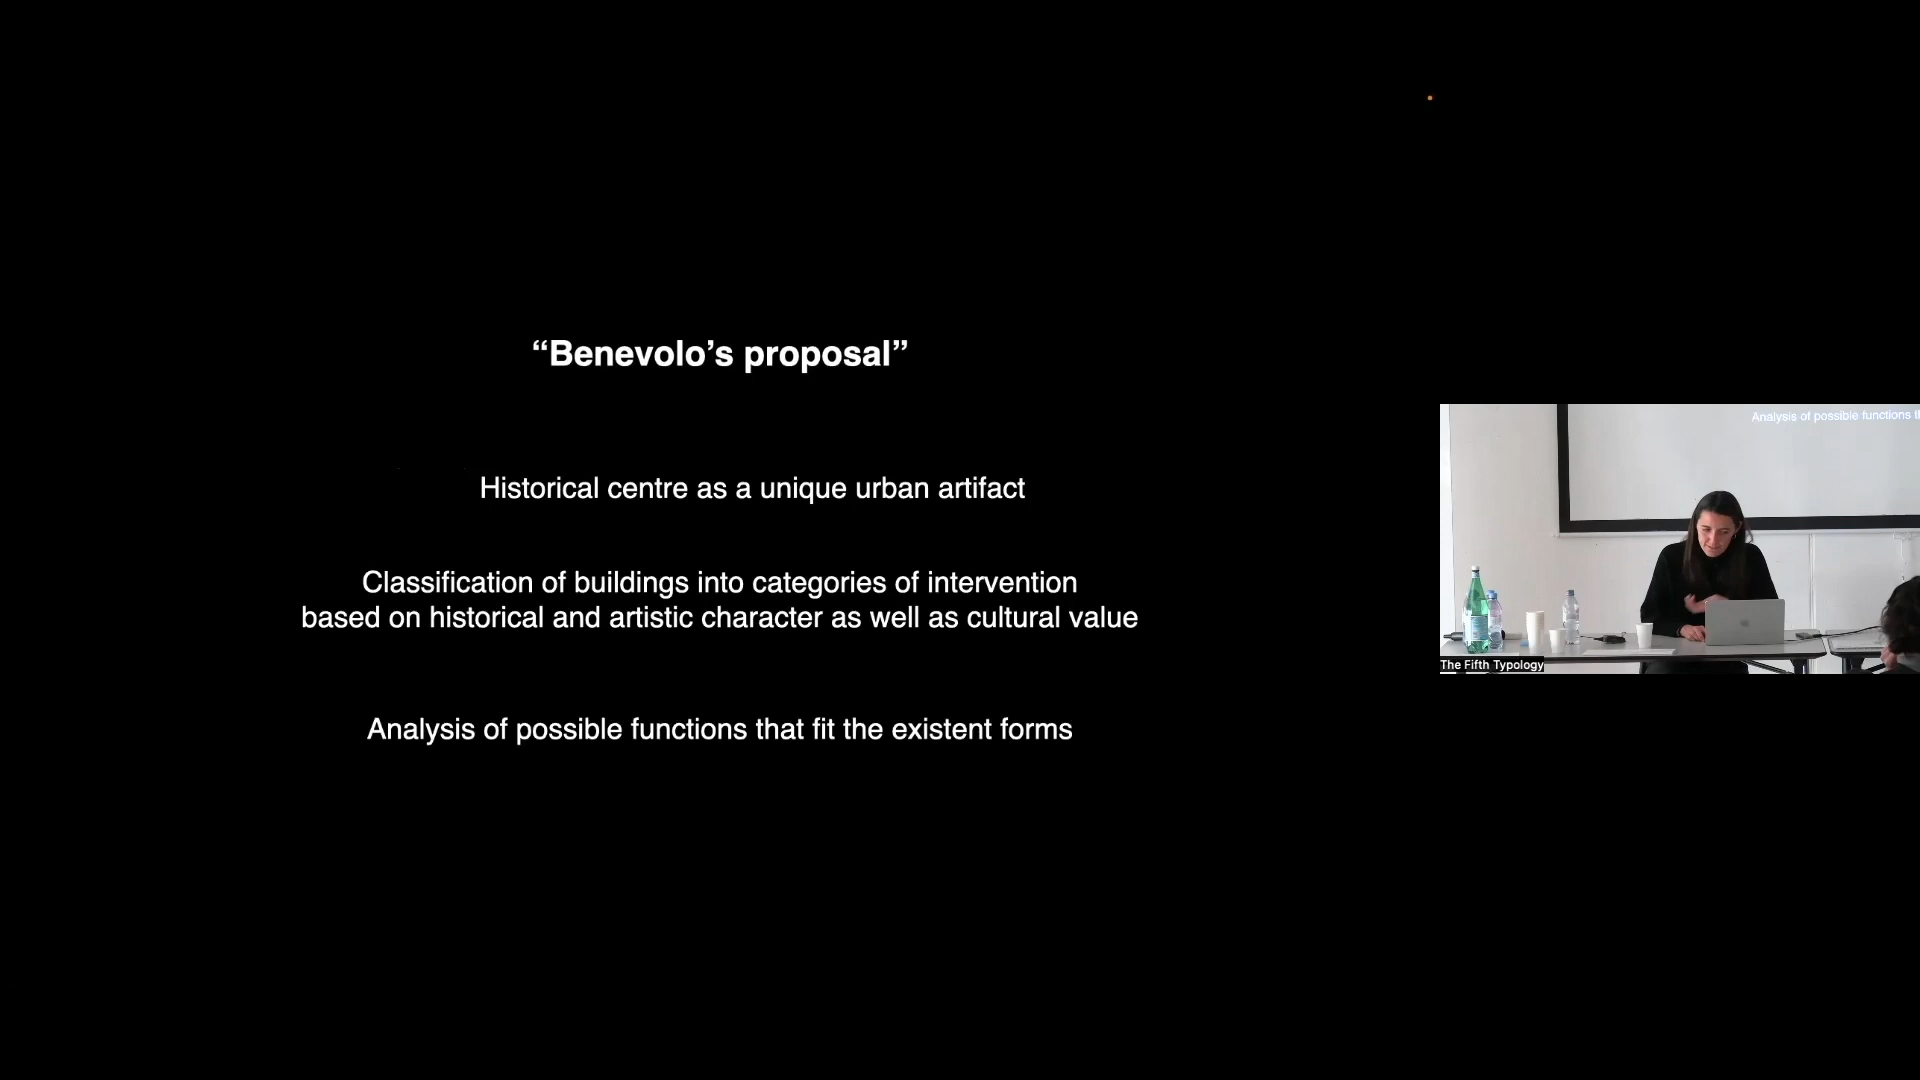 “Benevolo’s proposal”
Historical centre as a unique urban artifact
Classification of buildings into categories of intervention
based on historical and artistic character as well as cultural value
Analysis of possible functions that fit the existent forms
Analysis of possible functions
The Fifth Typology